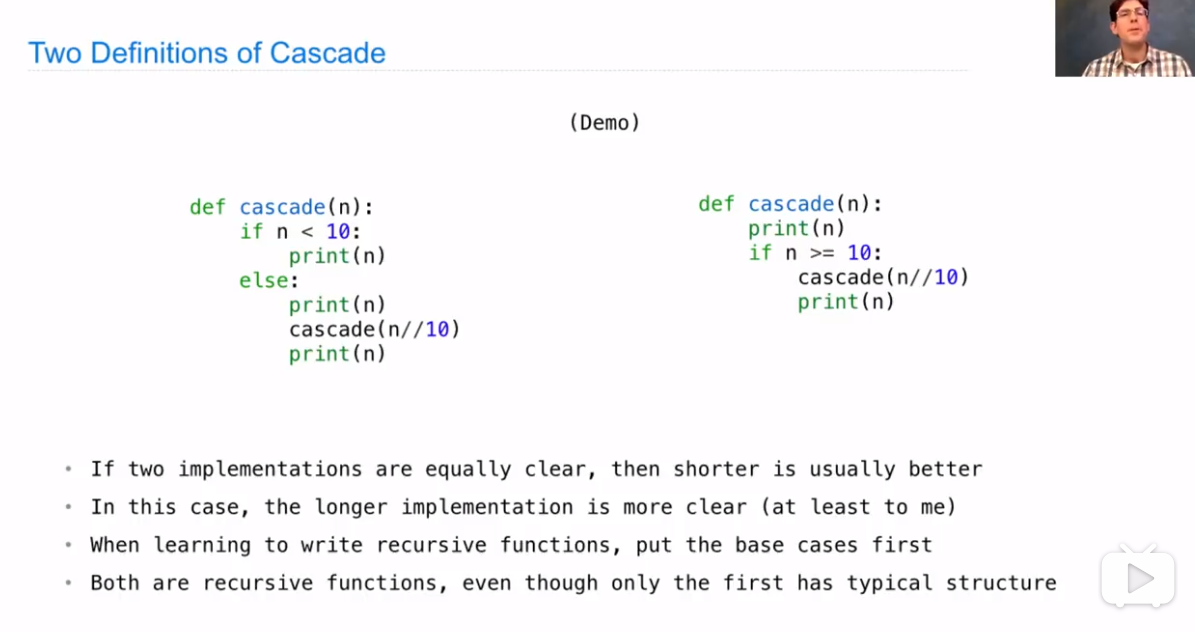 Two Definitions of Cascade
(Demo)
def cascade(n):
    if n < 10:
        print(n)
    else:
        print(n)
        cascade(n//10)
        print(n)
def cascade(n):
    print(n)
    if n >= 10:
        cascade(n//10)
        print(n)
• If two implementations are equally clear, then shorter is usually better
• In this case, the longer implementation is more clear (at least to me)
• When learning to write recursive functions, put the base cases first
• Both are recursive functions, even though only the first has typical structure